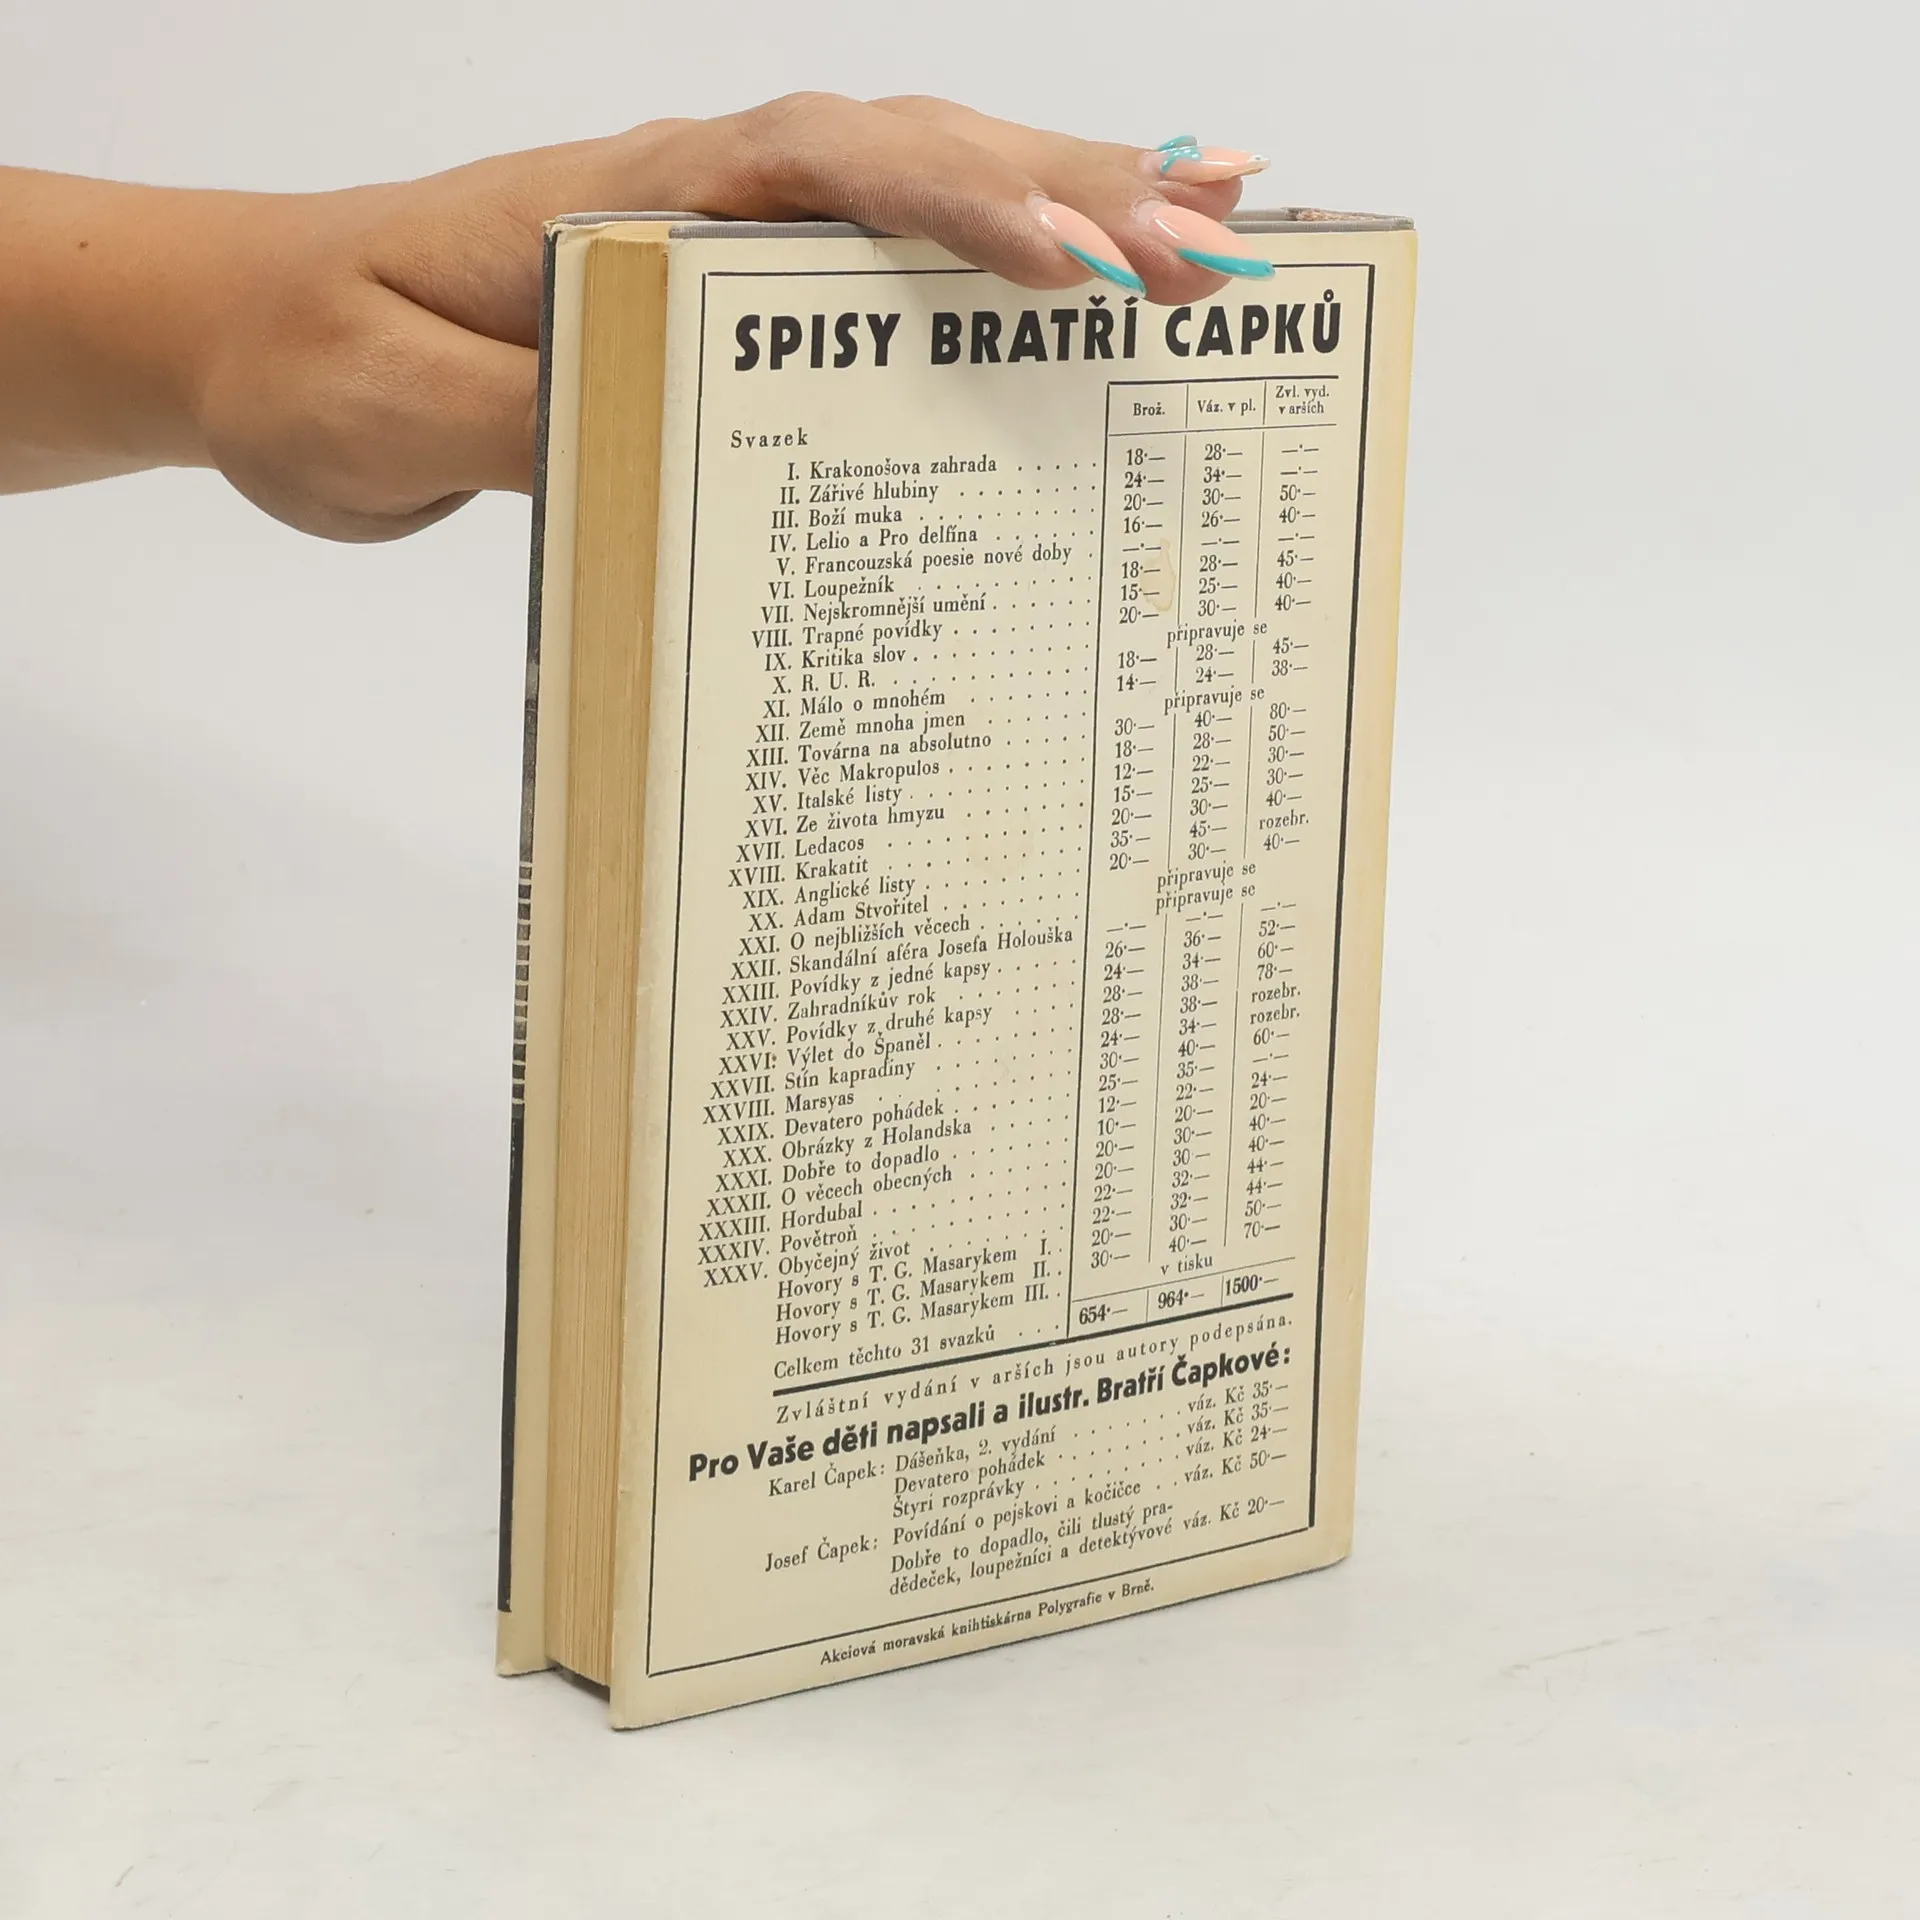 SPISY BRATŘÍ ČAPKŮ
Brož. Váz. v pl. Zvl. vyd. v arších
Svazek
I. Krakonošova zahrada . . . . . 18·— 28·— —·—
II. Zářivé hlubiny . . . . . . . . 24·— 34·— —·—
III. Boží muka . . . . . . . . . . 20·— 30·— 50·—
IV. Lelio a Pro delfína . . . . . . 16·— 26·— 40·—
V. Francouzská poesie nové doby . —·— —·— —·—
VI. Loupežník . . . . . . . . . . 18·— 28·— 45·—
VII. Nejskromnější umění . . . . . . 15·— 25·— 40·—
VIII. Trapné povídky . . . . . . . . 20·— 30·— 40·—
IX. Kritika slov . . . . . . . . . . připravuje se
X. R. U. R. . . . . . . . . . . . 18·— 28·— 45·—
XI. Málo o mnohém . . . . . . . 14·— 24·— 38·—
XII. Země mnoha jmen . . . . . . připravuje se
XIII. Továrna na absolutno . . . . . 30·— 40·— 80·—
XIV. Věc Makropulos . . . . . . . . 18·— 28·— 50·—
XV. Italské listy . . . . . . . . . . 12·— 22·— 30·—
XVI. Ze života hmyzu . . . . . . . 15·— 25·— 30·—
XVII. Ledacos . . . . . . . . . . . 20·— 30·— 40·—
XVIII. Krakatit . . . . . . . . . . . 35·— 45·— rozebr.
XIX. Anglické listy . . . . . . . . . 20·— 30·— 40·—
XX. Adam Stvořitel . . . . . . . . připravuje se
XXI. O nejbližších věcech . . . . . . připravuje se
XXII. Skandální aféra Josefa Holouška —·— —·— —·—
XXIII. Povídky z jedné kapsy . . . . . 26·— 36·— 52·—
XXIV. Zahradníkův rok . . . . . . . 24·— 34·— 60·—
XXV. Povídky z druhé kapsy . . . . 28·— 38·— 78·—
XXVI. Výlet do Španěl . . . . . . . . 28·— 38·— rozebr.
XXVII. Stín kapradiny . . . . . . . . 24·— 34·— rozebr.
XXVIII. Marsyas . . . . . . . . . . . 30·— 40·— 60·—
XXIX. Devatero pohádek . . . . . . . 25·— 35·— —·—
XXX. Obrázky z Holandska . . . . . 12·— 22·— 24·—
XXXI. Dobře to dopadlo . . . . . . . 10·— 20·— 20·—
XXXII. O věcech obecných . . . . . . 20·— 30·— 40·—
XXXIII. Hordubal . . . . . . . . . . . 20·— 30·— 40·—
XXXIV. Povětroň . . . . . . . . . . . 22·— 32·— 44·—
XXXV. Obyčejný život . . . . . . . . 22·— 32·— 44·—
Hovory s T. G. Masarykem I. . 20·— 30·— 50·—
Hovory s T. G. Masarykem II. . 30·— 40·— 70·—
Hovory s T. G. Masarykem III. . v tisku
Celkem těchto 31 svazků . . . 654·— 964·— 1500·—
Zvláštní vydání v arších jsou autory podepsána.
Pro Vaše děti napsali a ilustr. Bratří Čapkové:
Karel Čapek: Dášeňka, 2. vydání . . . . . . váz. Kč 35·—
Devatero pohádek . . . . . . . váz. Kč 35·—
Štyri rozprávky . . . . . . . . váz. Kč 24·—
Josef Čapek: Povídání o pejskovi a kočičce . . váz. Kč 50·—
Dobře to dopadlo, čili tlustý pra-
dědeček, loupežníci a detektývové váz. Kč 20·—
Akciová moravská knihtiskárna Polygrafie v Brně.